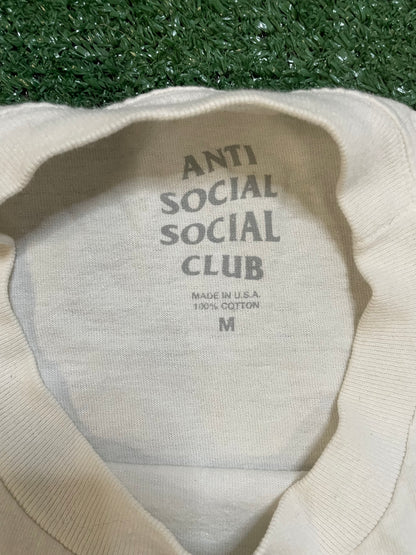 ANTI
SOCIAL
SOCIAL
CLUB
MADE IN U.S.A.
100% COTTON
M